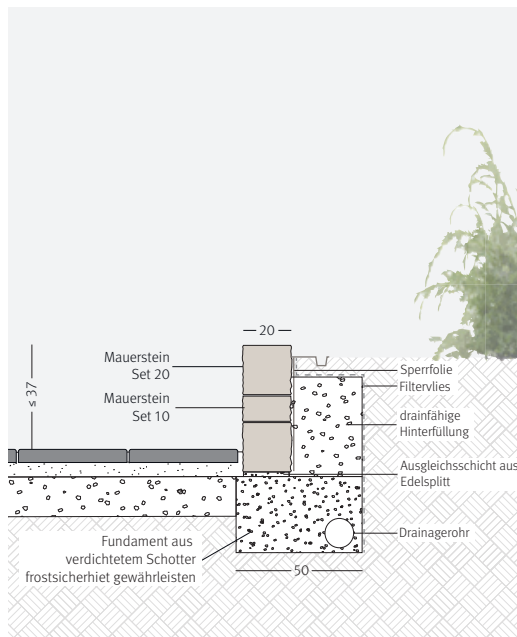 20
Mauerstein
Set 20
≤ 37
Sperrfolie
Filtervlies
Mauerstein
Set 10
drainfähige
Hinterfüllung
Ausgleichsschicht aus
Edelsplitt
Drainagerohr
Fundament aus
verdichtetem Schotter
frostsicherhiet gewährleisten
50